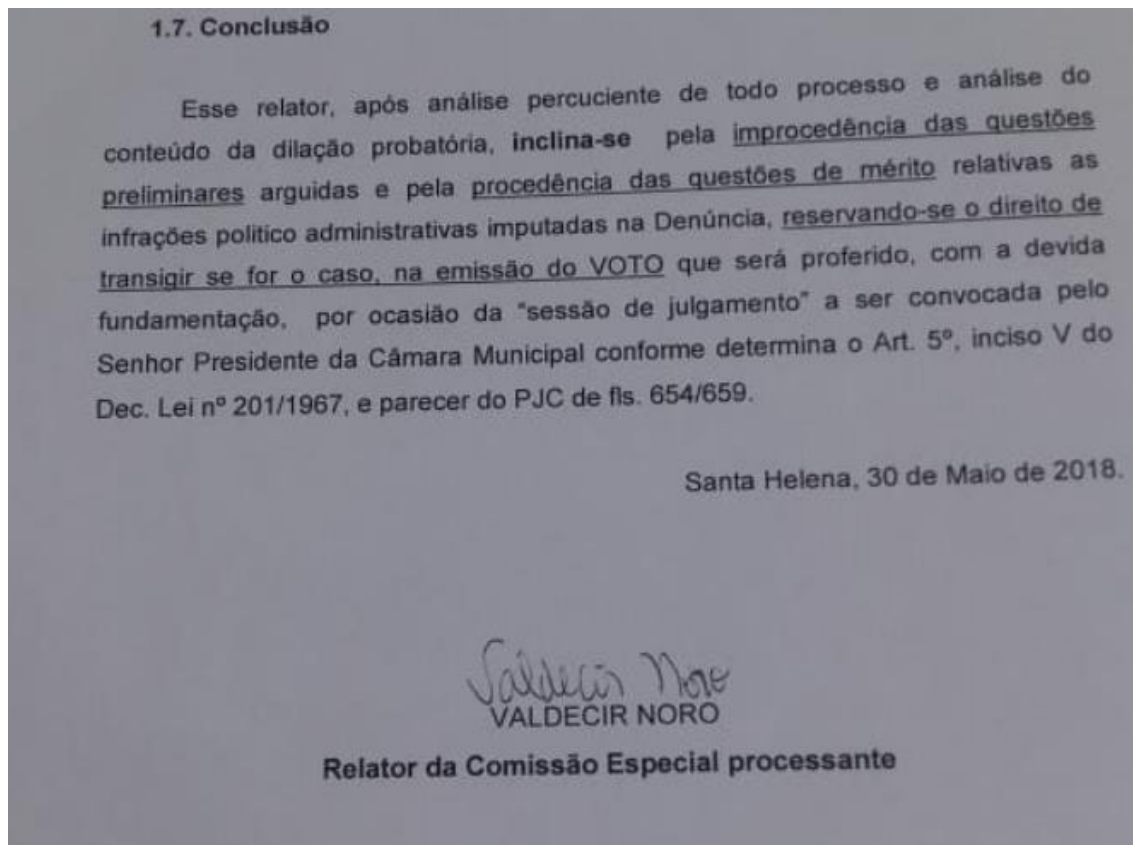 1.7. Conclusão
Esse relator, após análise percuciente de todo processo e análise do
conteúdo da dilação probatória, inclina-se pela improcedência das questões
preliminares arguidas e pela procedência das questões de mérito relativas as
infrações politico administrativas imputadas na Denúncia, reservando-se o direito de
transigir se for o caso, na emissão do VOTO que será proferido, com a devida
fundamentação, por ocasião da "sessão de julgamento" a ser convocada pelo
Senhor Presidente da Câmara Municipal conforme determina o Art. 5º, inciso V do
Dec. Lei nº 201/1967, e parecer do PJC de fls. 654/659.
Santa Helena, 30 de Maio de 2018.
Valdecir Noro
VALDECIR NORO
Relator da Comissão Especial processante